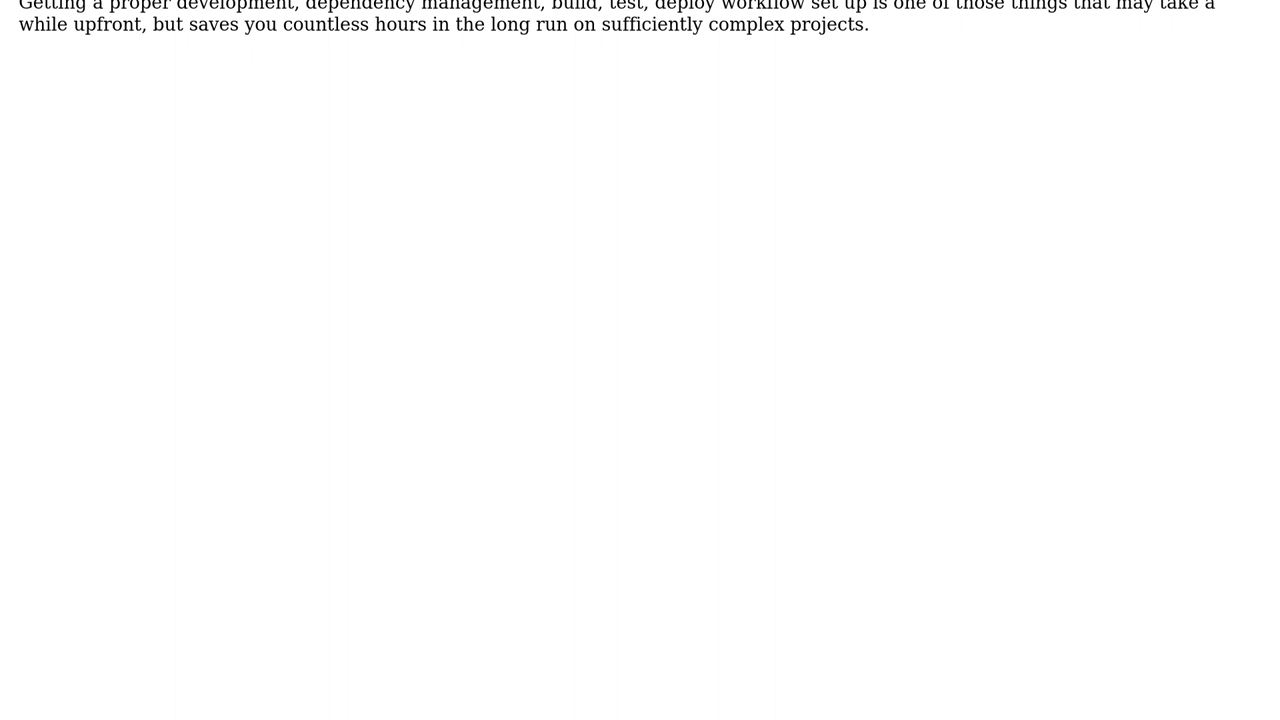 Getting a proper development, dependency management, build, test, deploy workflow set up is one of those things that may take a
while upfront, but saves you countless hours in the long run on sufficiently complex projects.